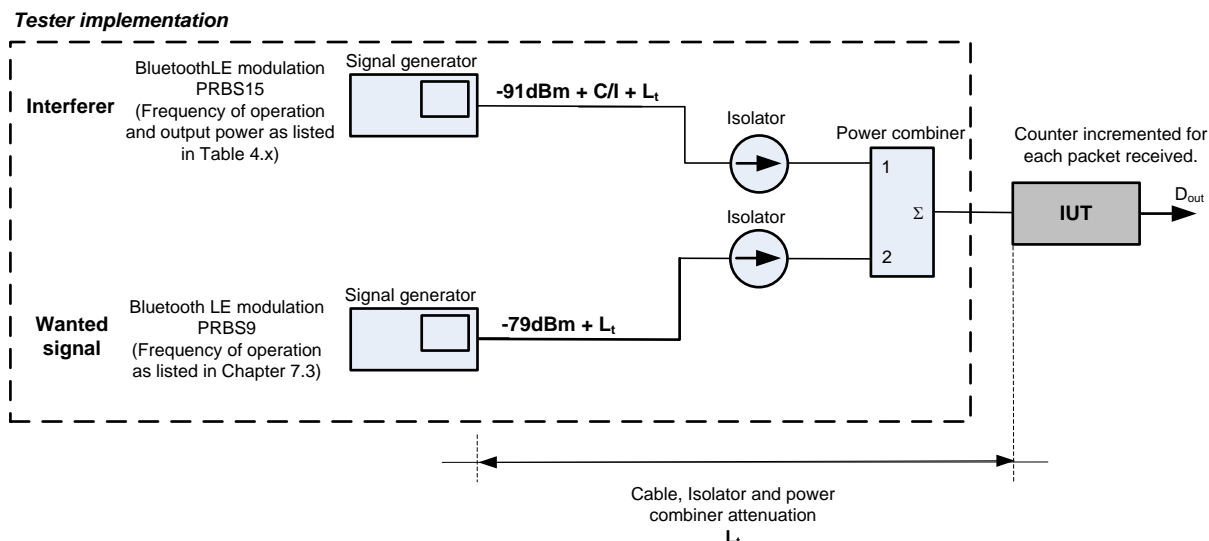 Tester implementation
Interferer
BluetoothLE modulation
PRBS15
(Frequency of operation
and output power as listed
in Table 4.x)
Signal generator
-91dBm + C/I + Lt
Isolator
Power combiner
1
Σ
2
Counter incremented for
each packet received.
IUT
Dout
Isolator
Wanted
signal
Bluetooth LE modulation
PRBS9
(Frequency of operation
as listed in Chapter 7.3)
Signal generator
-79dBm + Lt
Cable, Isolator and power
combiner attenuation
Lt